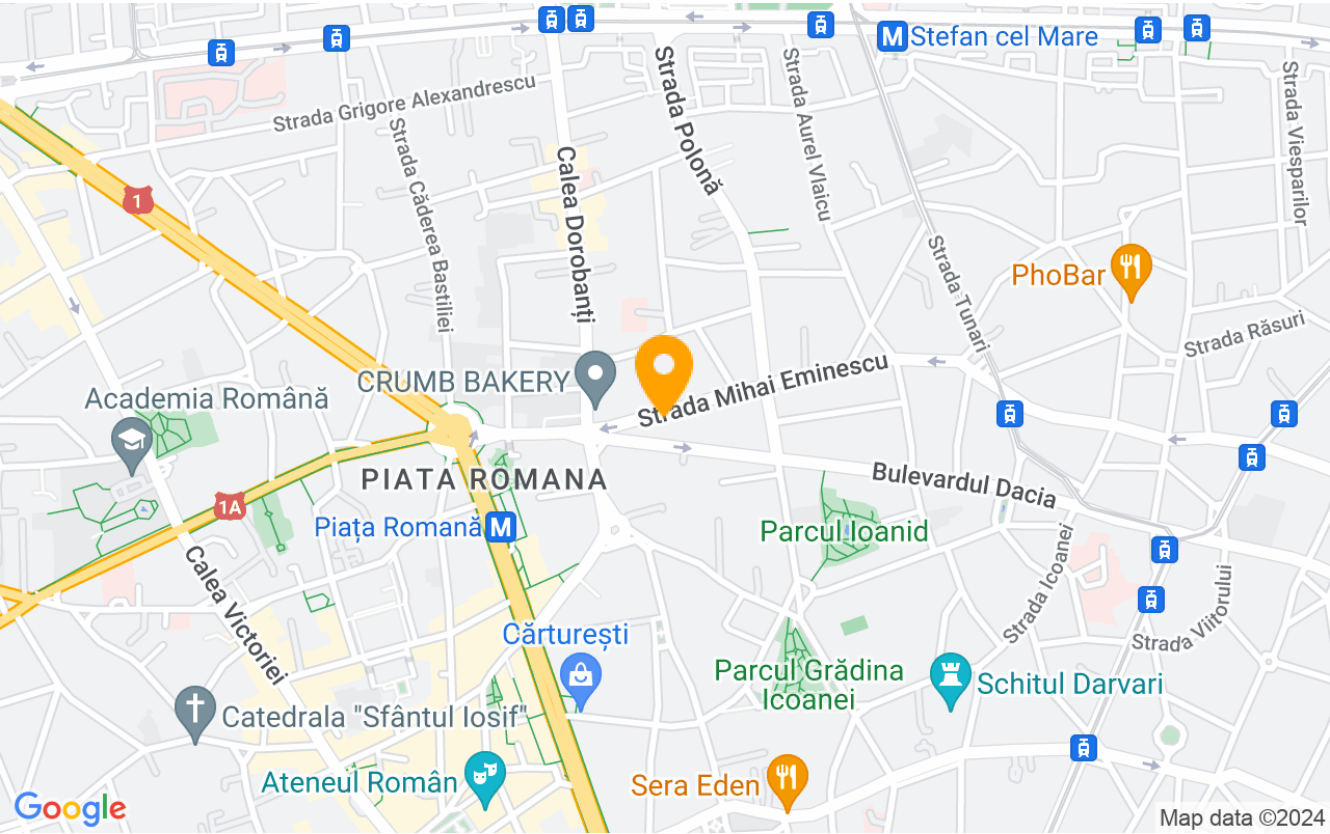 M Stefan cel Mare
Strada Grigore Alexandrescu
Strada Polonă
Strada Aurel Vlaicu
Strada Viesparilor
Strada Căderea Bastiliei
Calea Dorobanți
1
Strada Tunari
PhoBar
Strada Răsuri
CRUMB BAKERY
Strada Mihai Eminescu
Academia Română
PIATA ROMANA
Bulevardul Dacia
1A
Piața Romană M
Parcul Ioanid
Calea Victoriei
Strada Icoanei
Strada Viitorului
Cărturești
Parcul Grădina
Icoanei
Schitul Darvari
Catedrala "Sfântul Iosif"
Ateneul Român
Sera Eden
Google
Map data ©2024